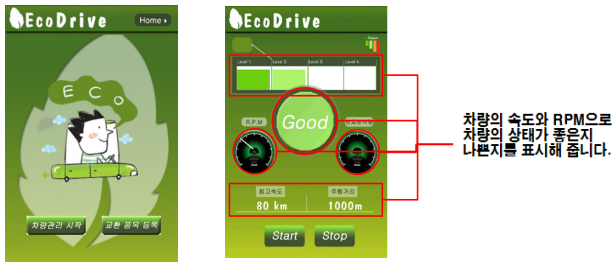 EcoDrive
Home
ECO
차량관리 시작
교환 품목 등록
EcoDrive
Level 1 Level 2 Level 3 Level 4
R.P.M
Good
최고속도
주행거리
80 km
1000m
Start
Stop
차량의 속도와 RPM으로
차량의 상태가 좋은지
나쁜지를 표시해 줍니다.